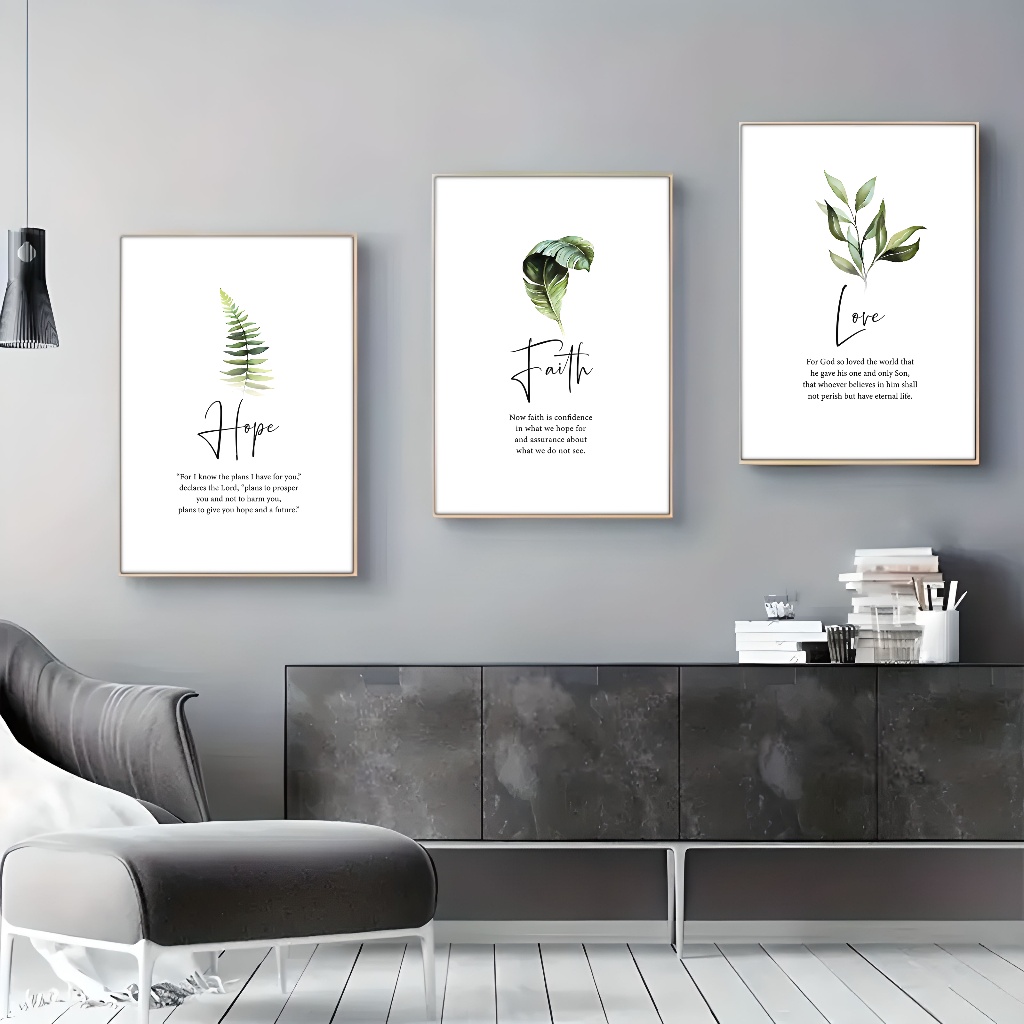 Hope
"For I know the plans I have for you,"
declares the Lord, "plans to prosper
you and not to harm you,
plans to give you hope and a future."
Faith
Now faith is confidence
in what we hope for
and assurance about
what we do not see.
Love
For God so loved the world that
he gave his one and only Son,
that whoever believes in him shall
not perish but have eternal life.